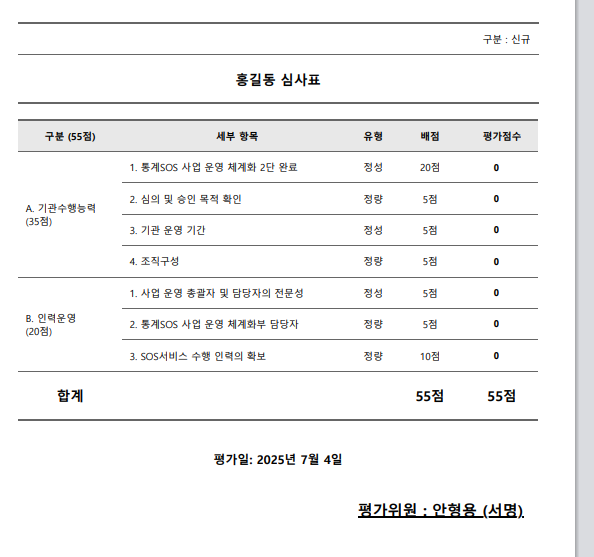 구분 : 신규
홍길동 심사표
구분 (55점) 세부 항목 유형 배점 평가점수
A. 기관수행능력
(35점)
1. 통계SOS 사업 운영 체계화 2단 완료 정성 20점 0
2. 심의 및 승인 목적 확인 정량 5점 0
3. 기관 운영 기간 정성 5점 0
4. 조직구성 정량 5점 0
B. 인력운영
(20점)
1. 사업 운영 총괄자 및 담당자의 전문성 정성 5점 0
2. 통계SOS 사업 운영 체계화부 담당자 정량 5점 0
3. SOS서비스 수행 인력의 확보 정량 10점 0
합계 55점 55점
평가일: 2025년 7월 4일
평가위원 : 안형용 (서명)